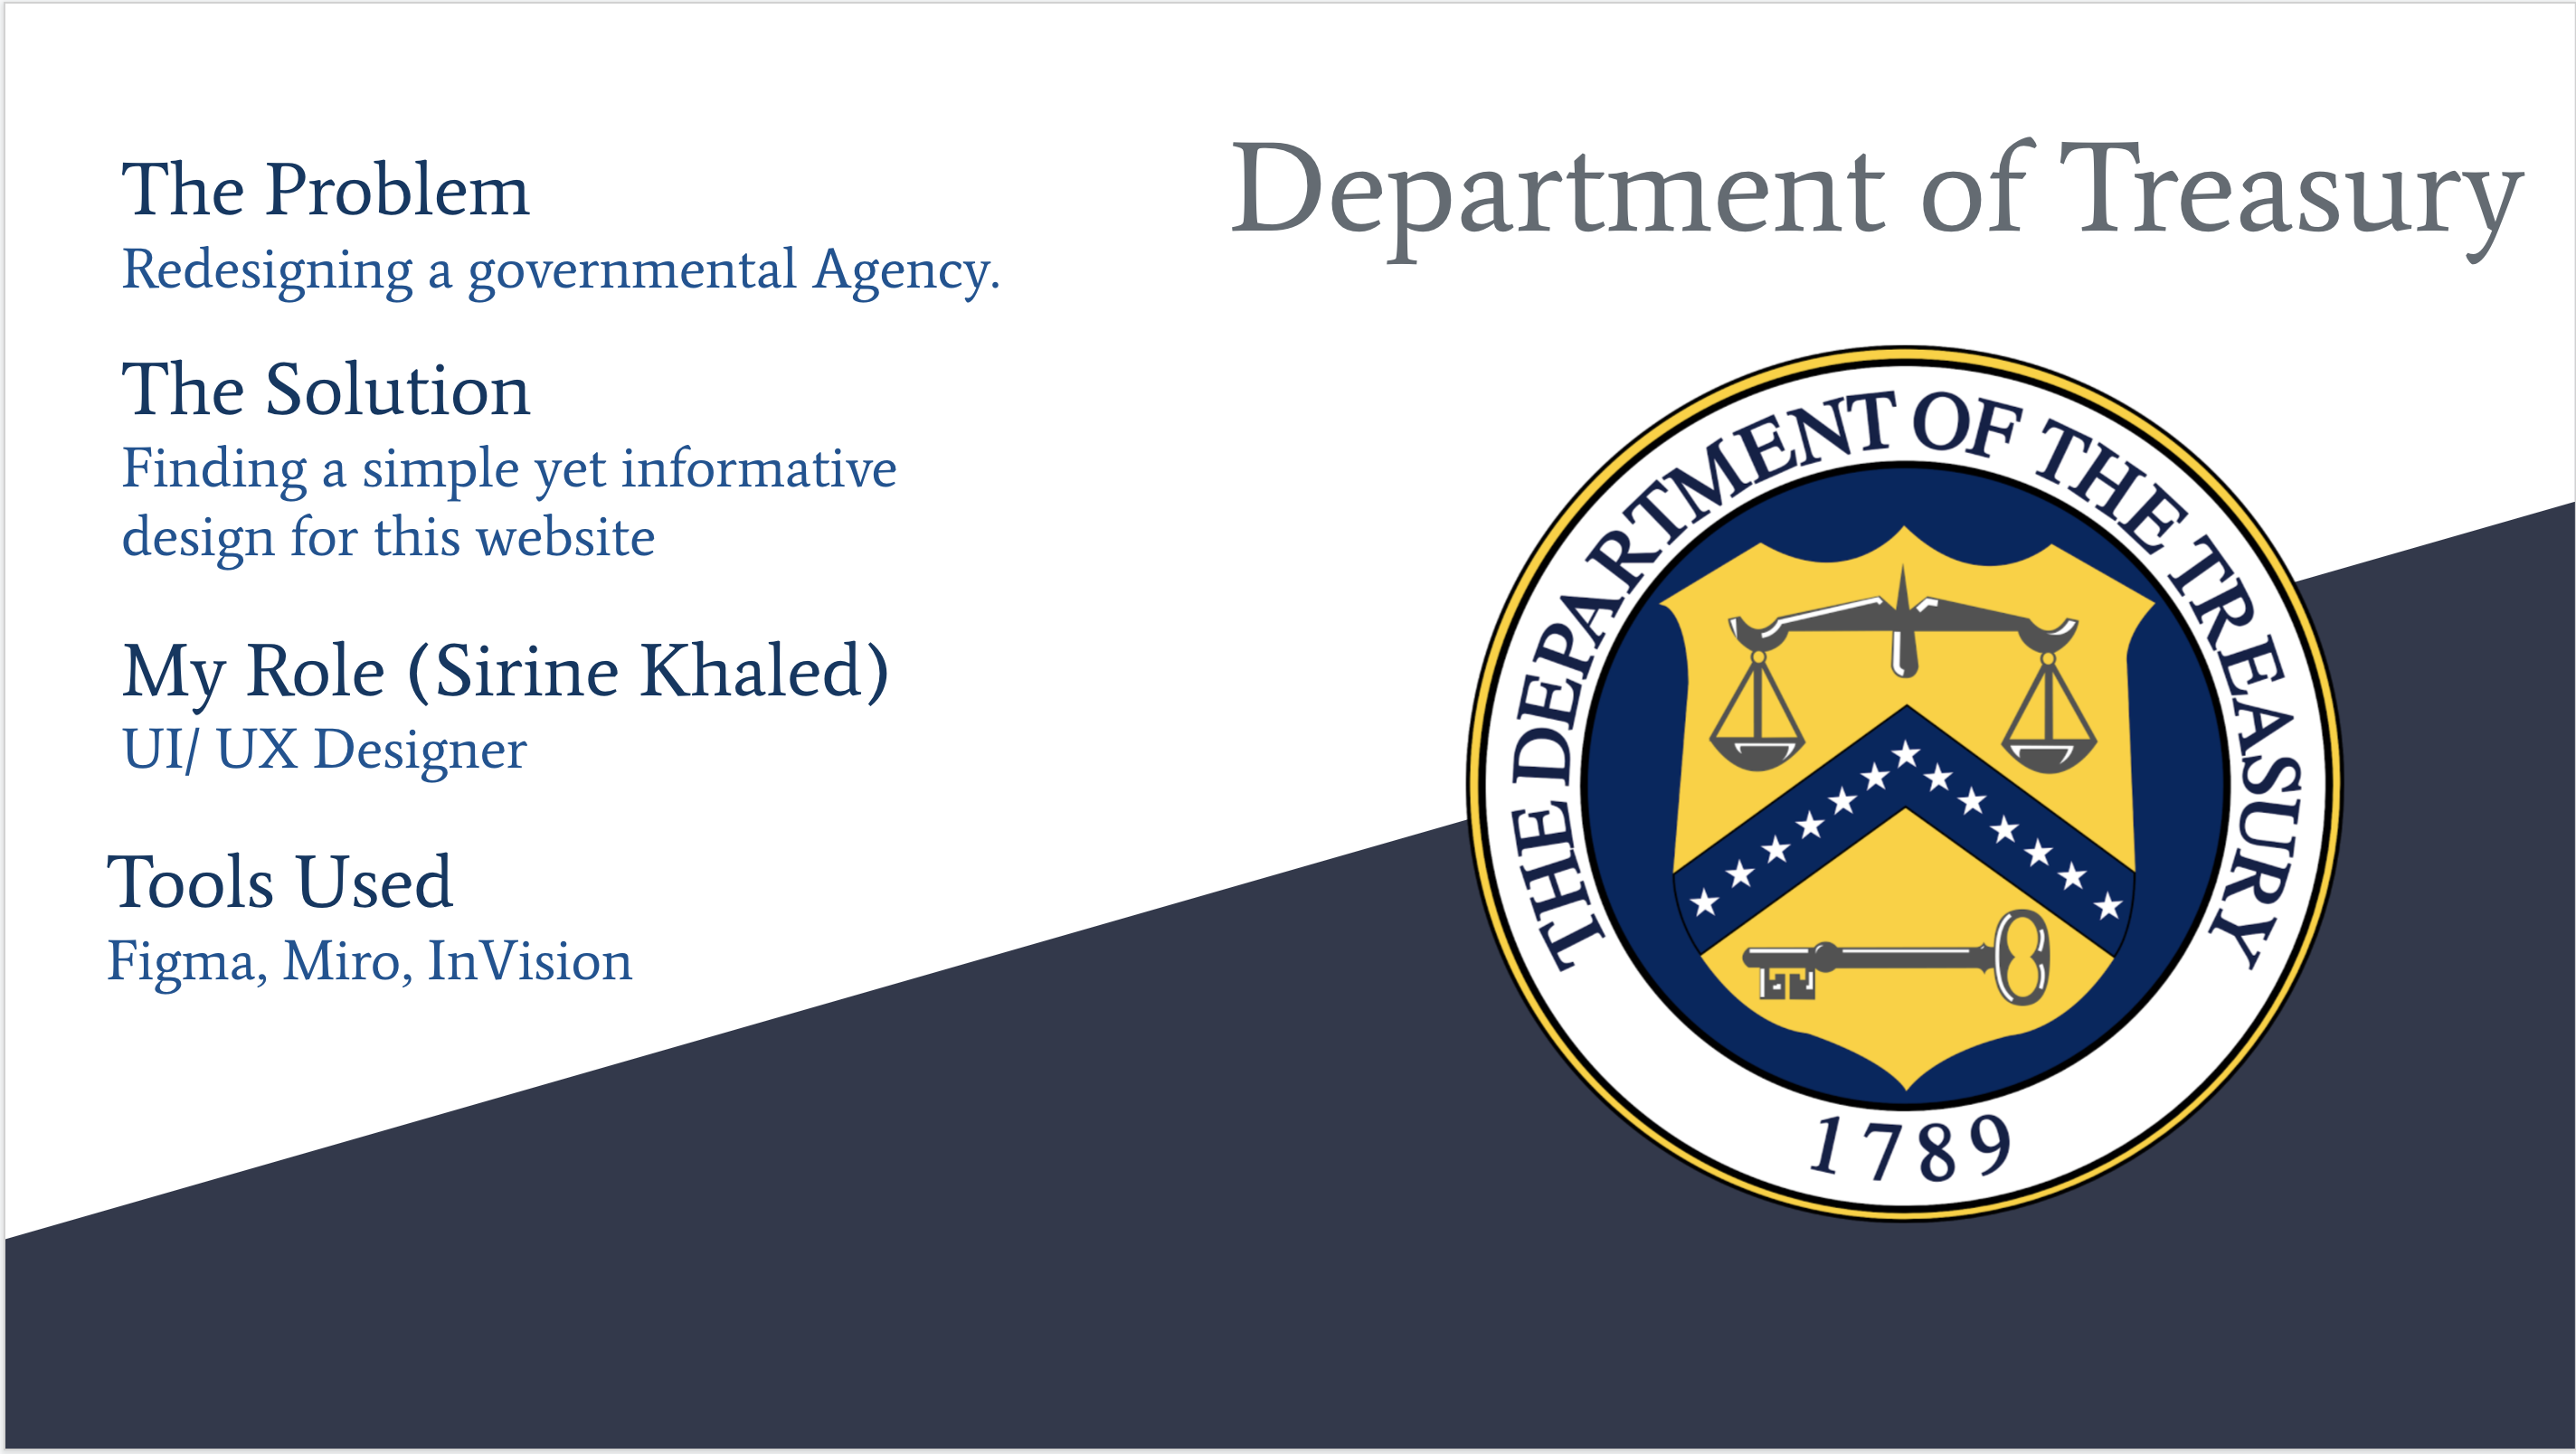 The Problem
Redesigning a governmental Agency.
The Solution
Finding a simple yet informative
design for this website
My Role (Sirine Khaled)
UI/ UX Designer
Tools Used
Figma, Miro, InVision
Department of Treasury
THE DEPARTMENT OF THE TREASURY
1789